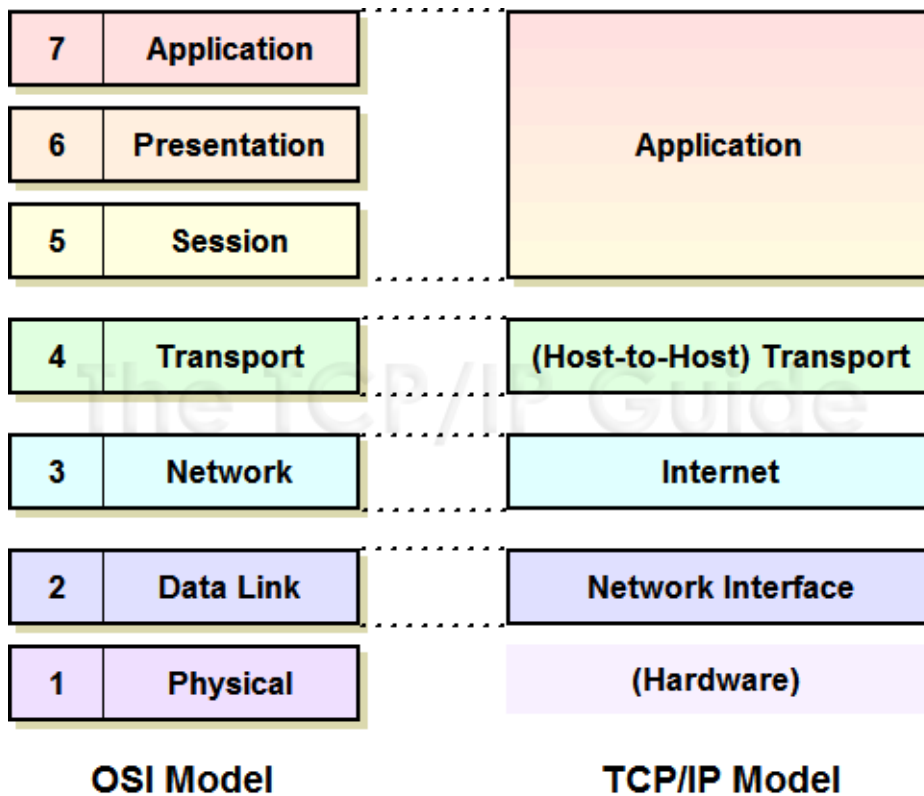 7 Application
6 Presentation
Application
5 Session
4 Transport
(Host-to-Host) Transport
The TCP/IP Guide
3 Network
Internet
2 Data Link
Network Interface
1 Physical
(Hardware)
OSI Model
TCP/IP Model